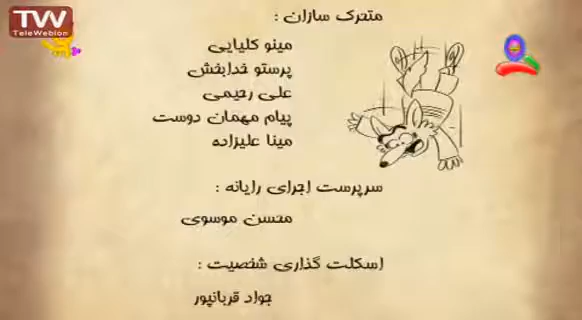 TVW
TeleWebion
متحرک سازان :
مینو کلیایی
پرستو خدابخش
علی رحیمی
پیام مهمان دوست
مینا علیزاده
سرپرست اجرای رایانه :
محسن موسوی
اسکلت گذاری شخصیت :
جواد قربانپور